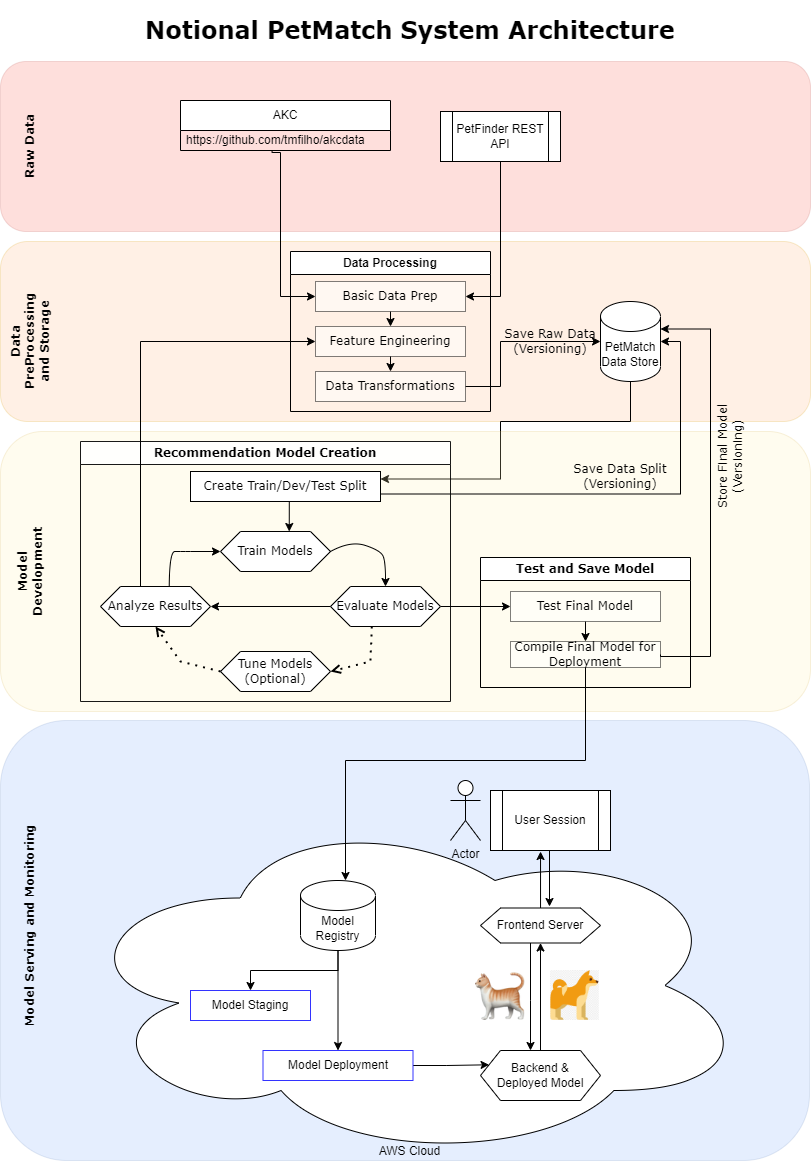 Notional PetMatch System Architecture
Raw Data
AKC
https://github.com/tmfilho/akcdata
PetFinder REST
API
Data
PreProcessing
and Storage
Data Processing
Basic Data Prep
Feature Engineering
Data Transformations
Save Raw Data
(Versioning)
PetMatch
Data Store
Model
Development
Recommendation Model Creation
Create Train/Dev/Test Split
Save Data Split
(Versioning)
Store Final Model
(Versioning)
Train Models
Analyze Results
Evaluate Models
Tune Models
(Optional)
Test and Save Model
Test Final Model
Compile Final Model for
Deployment
Model Serving and Monitoring
Actor
User Session
Model
Registry
Frontend Server
Model Staging
Model Deployment
Backend &
Deployed Model
AWS Cloud